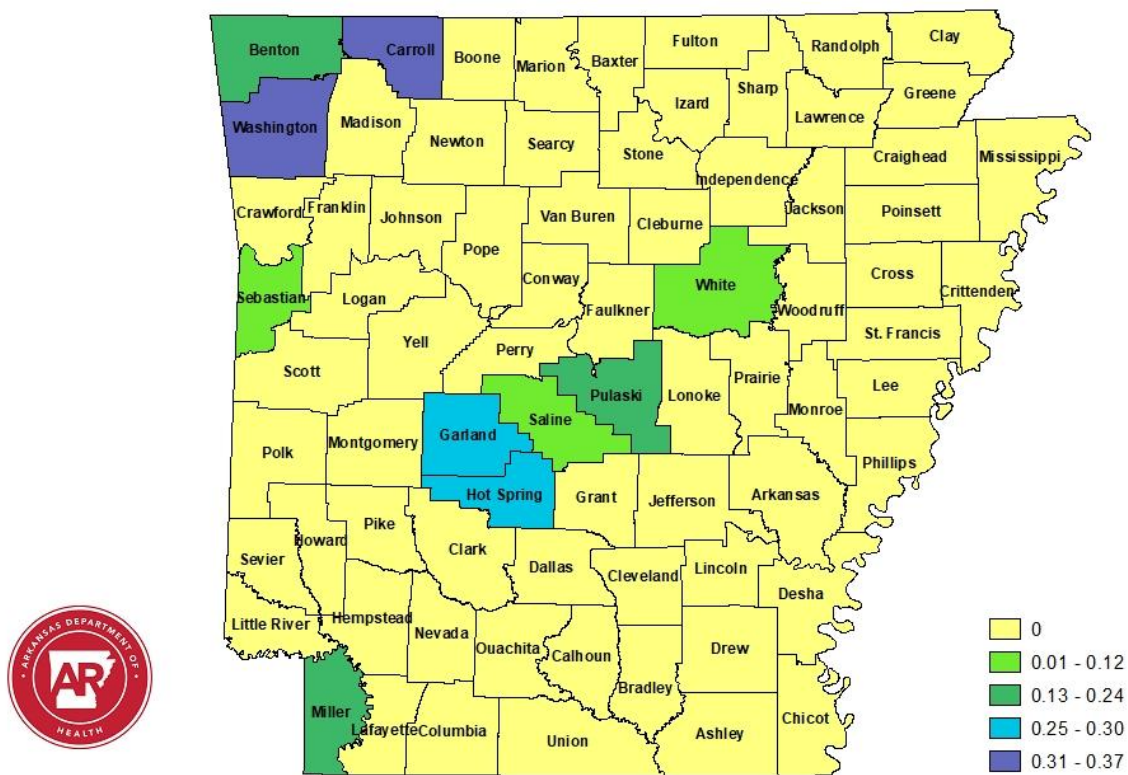 Benton
Carroll
Boone
Marion
Baxter
Fulton
Randolph
Clay
Sharp
Izard
Greene
Lawrence
Washington
Madison
Newton
Searcy
Stone
Independence
Craighead
Mississippi
Crawford
Franklin
Johnson
Pope
Van Buren
Cleburne
Jackson
Poinsett
Sebastian
Logan
Conway
Faulkner
White
Woodruff
Cross
Crittenden
St. Francis
Scott
Yell
Perry
Pulaski
Lonoke
Prairie
Monroe
Lee
Phillips
Polk
Montgomery
Garland
Saline
Hot Spring
Grant
Jefferson
Arkansas
Sevier
Howard
Pike
Clark
Dallas
Cleveland
Lincoln
Desha
Little River
Hempstead
Nevada
Ouachita
Calhoun
Bradley
Drew
Chicot
Miller
Lafayette
Columbia
Union
Ashley
0
0.01 - 0.12
0.13 - 0.24
0.25 - 0.30
0.31 - 0.37
ARKANSAS DEPARTMENT OF
AR
HEALTH